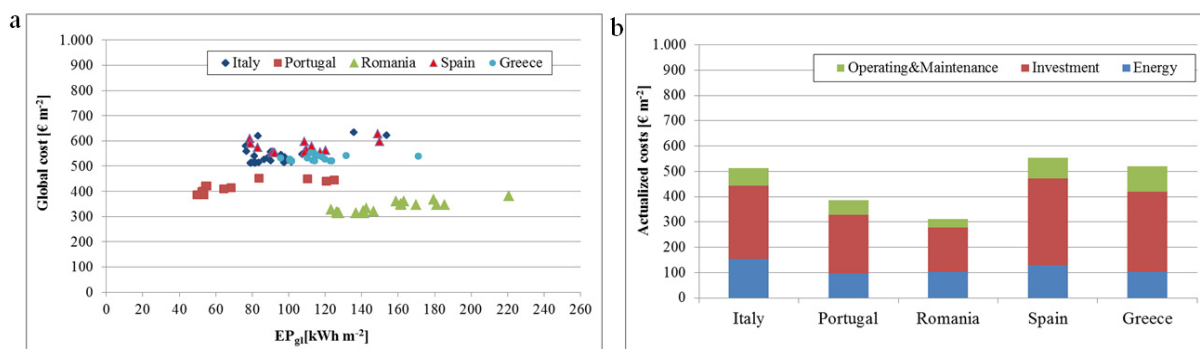 a
1.000
900
800
700
600
500
400
300
200
100
0
Global cost [€ m-2]
Italy Portugal Romania Spain Greece
0 20 40 60 80 100 120 140 160 180 200 220 240 260
EPgl[kWh m-2]
b
1.000
900
800
700
600
500
400
300
200
100
0
Actualized costs [€ m-2]
Operating&Maintenance Investment Energy
Italy Portugal Romania Spain Greece